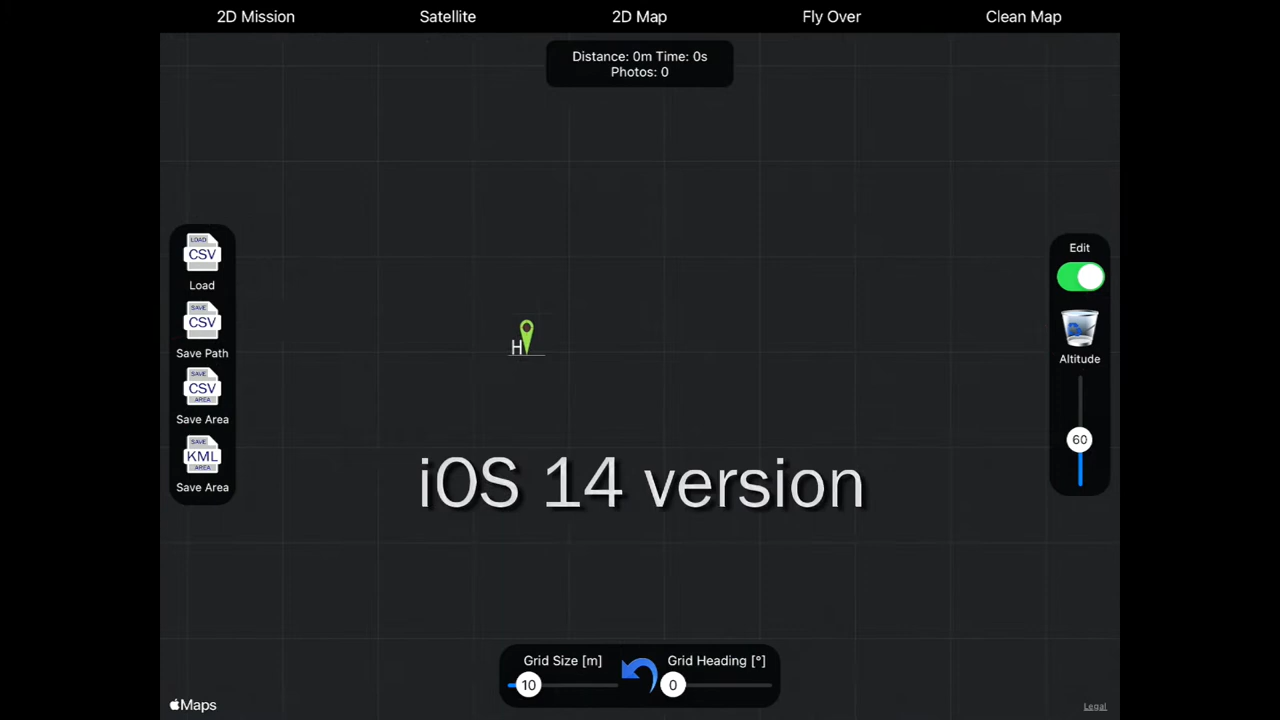 2D Mission
Satellite
2D Map
Fly Over
Clean Map
Distance: 0m Time: 0s
Photos: 0
LOAD
CSV
Load
SAVE
CSV
Save Path
SAVE
CSV
AREA
Save Area
SAVE
KML
AREA
Save Area
Edit
Altitude
60
H
iOS 14 version
Grid Size [m]
10
Grid Heading [°]
0
Maps
Legal